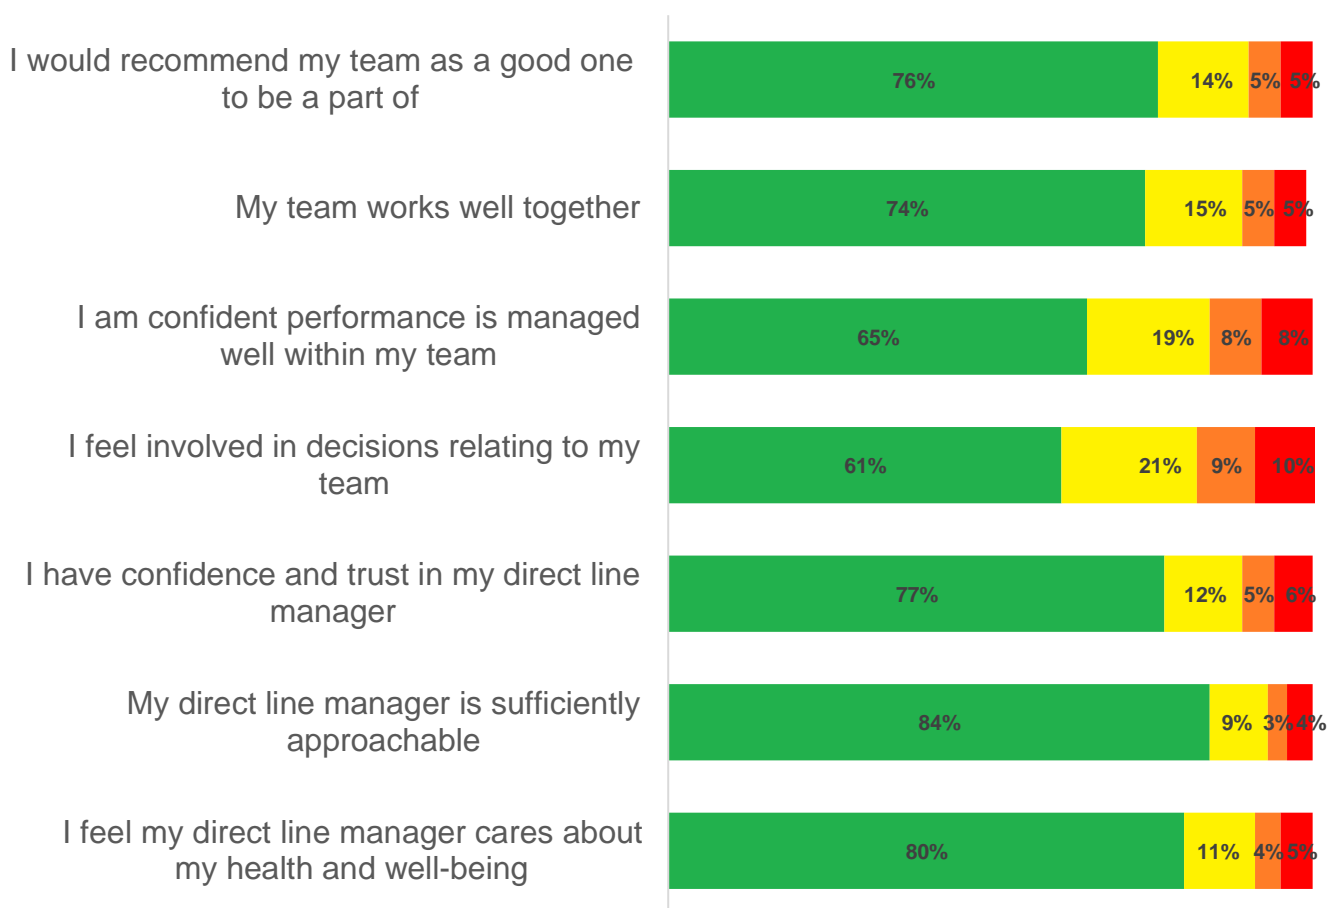 I would recommend my team as a good one
to be a part of
76% 14% 5% 5%
My team works well together
74% 15% 5% 5%
I am confident performance is managed
well within my team
65% 19% 8% 8%
I feel involved in decisions relating to my
team
61% 21% 9% 10%
I have confidence and trust in my direct line
manager
77% 12% 5% 6%
My direct line manager is sufficiently
approachable
84% 9% 3% 4%
I feel my direct line manager cares about
my health and well-being
80% 11% 4% 5%